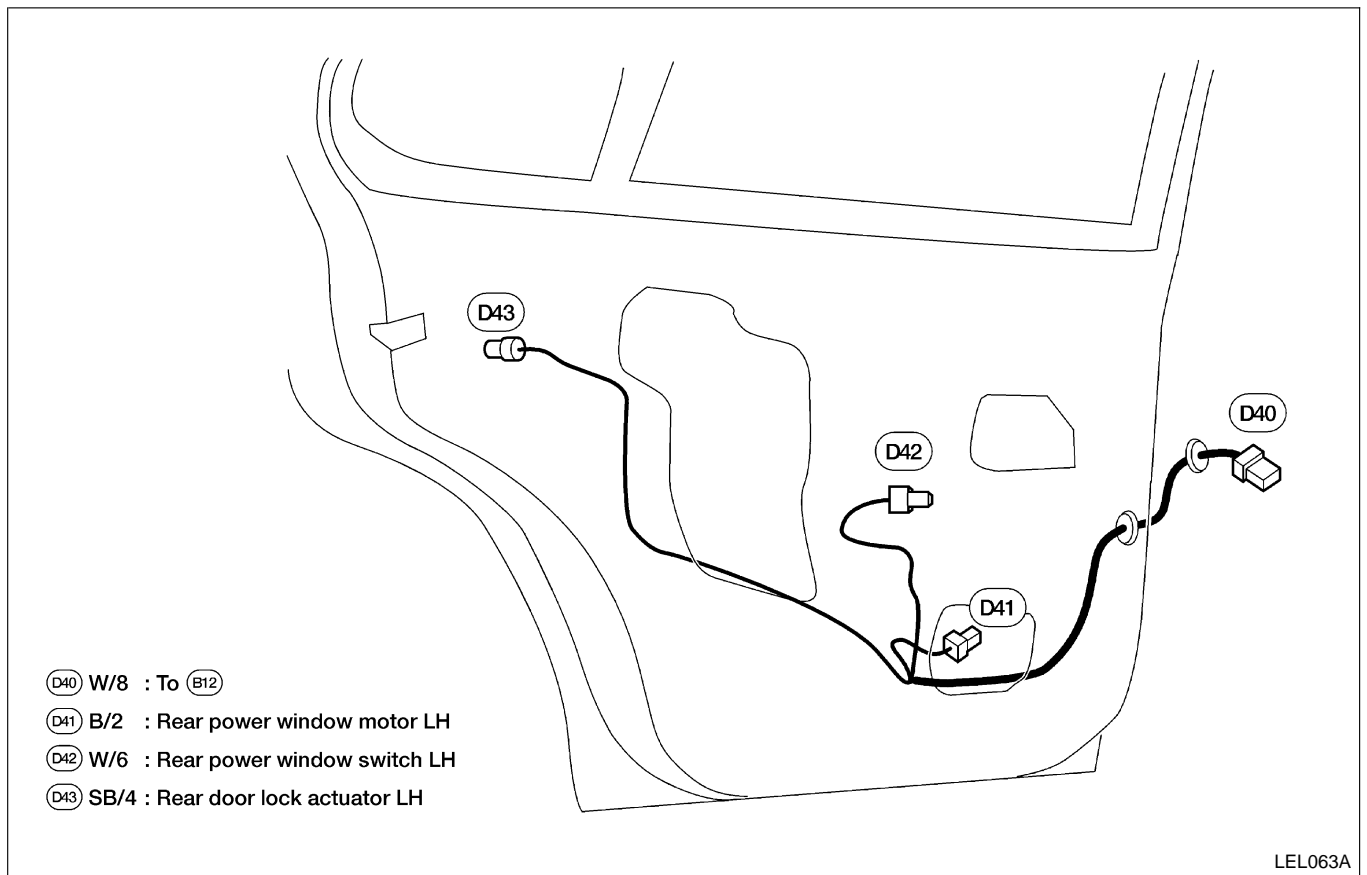 D43
D40
D42
D41
D40 W/8 : To B12
D41 B/2 : Rear power window motor LH
D42 W/6 : Rear power window switch LH
D43 SB/4 : Rear door lock actuator LH
LEL063A